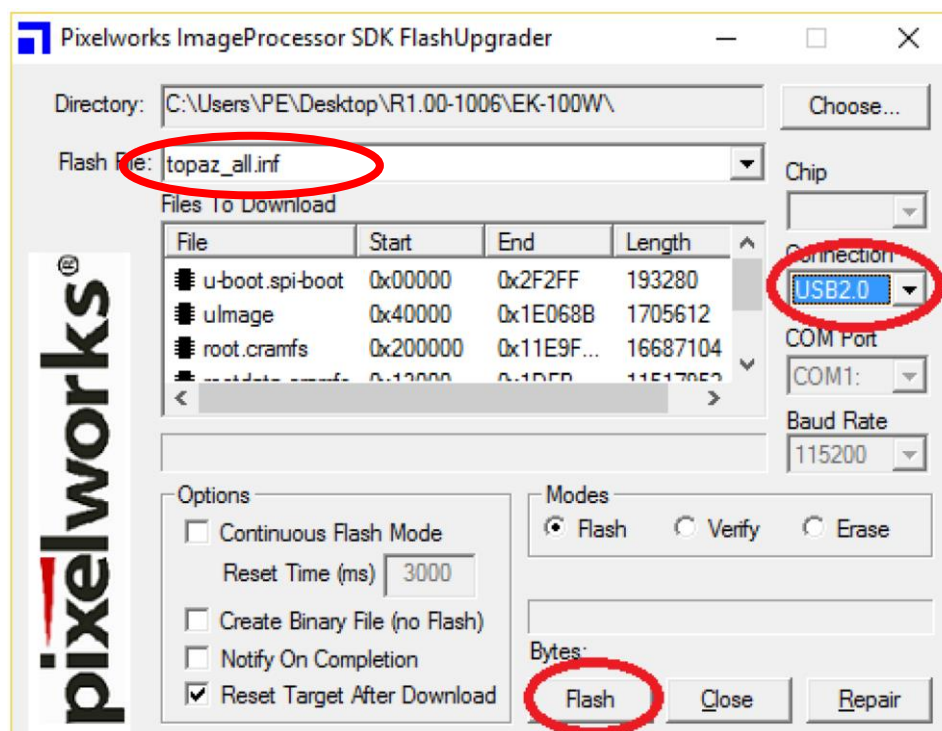 Pixelworks ImageProcessor SDK FlashUpgrader
Directory: C:\Users\PE\Desktop\R1.00-1006\EK-100W\ Choose...
Flash File: topaz_all.inf
Chip
Files To Download
File Start End Length
u-boot.spi-boot 0x00000 0x2F2FF 193280
uImage 0x40000 0x1E068B 1705612
root.cramfs 0x200000 0x11E9F... 16687104
Connection
USB2.0
COM Port
COM1:
Baud Rate
115200
pixelworks®
Options
Continuous Flash Mode
Reset Time (ms) 3000
Create Binary File (no Flash)
Notify On Completion
Reset Target After Download
Modes
Flash Verify Erase
Bytes:
Flash Close Repair